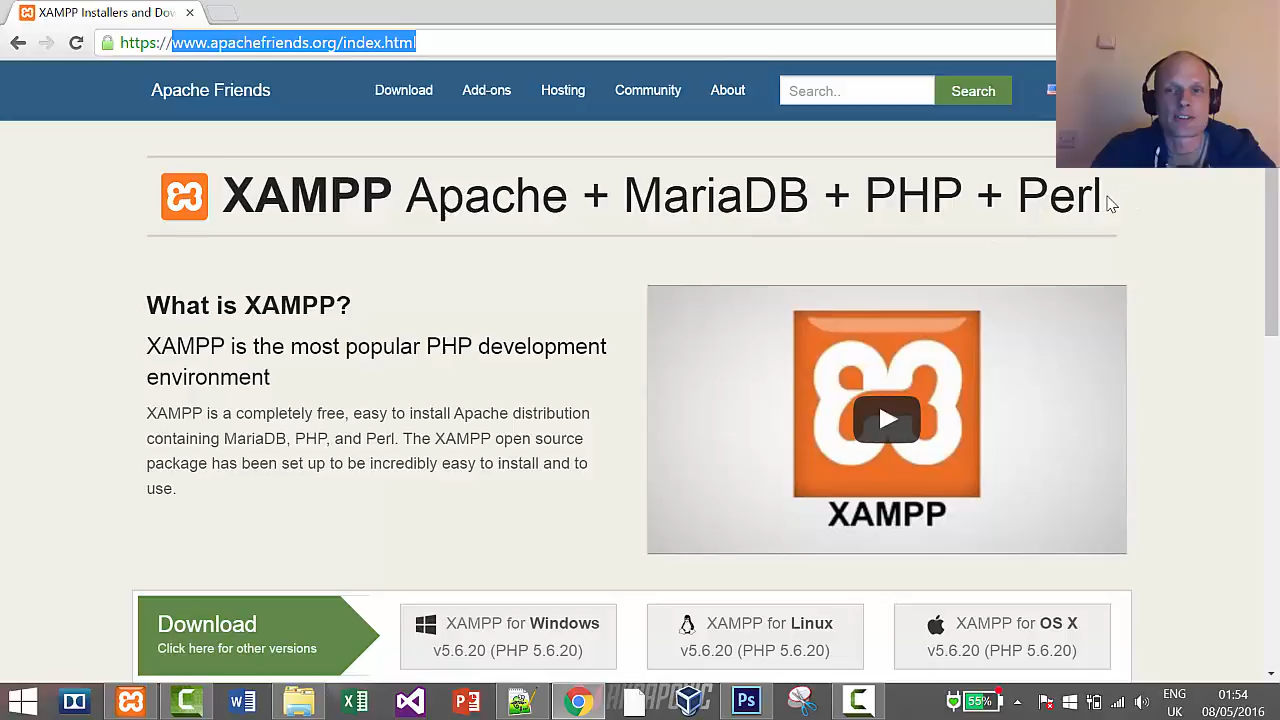 XAMPP Installers and Dov
https://www.apachefriends.org/index.html
Apache Friends
Download
Add-ons
Hosting
Community
About
Search..
Search
XAMPP Apache + MariaDB + PHP + Perl
What is XAMPP?
XAMPP is the most popular PHP development
environment
XAMPP is a completely free, easy to install Apache distribution
containing MariaDB, PHP, and Perl. The XAMPP open source
package has been set up to be incredibly easy to install and to
use.
XAMPP
Download
Click here for other versions
XAMPP for Windows
v5.6.20 (PHP 5.6.20)
XAMPP for Linux
v5.6.20 (PHP 5.6.20)
XAMPP for OS X
v5.6.20 (PHP 5.6.20)
55%
ENG
UK
01:54
08/05/2016